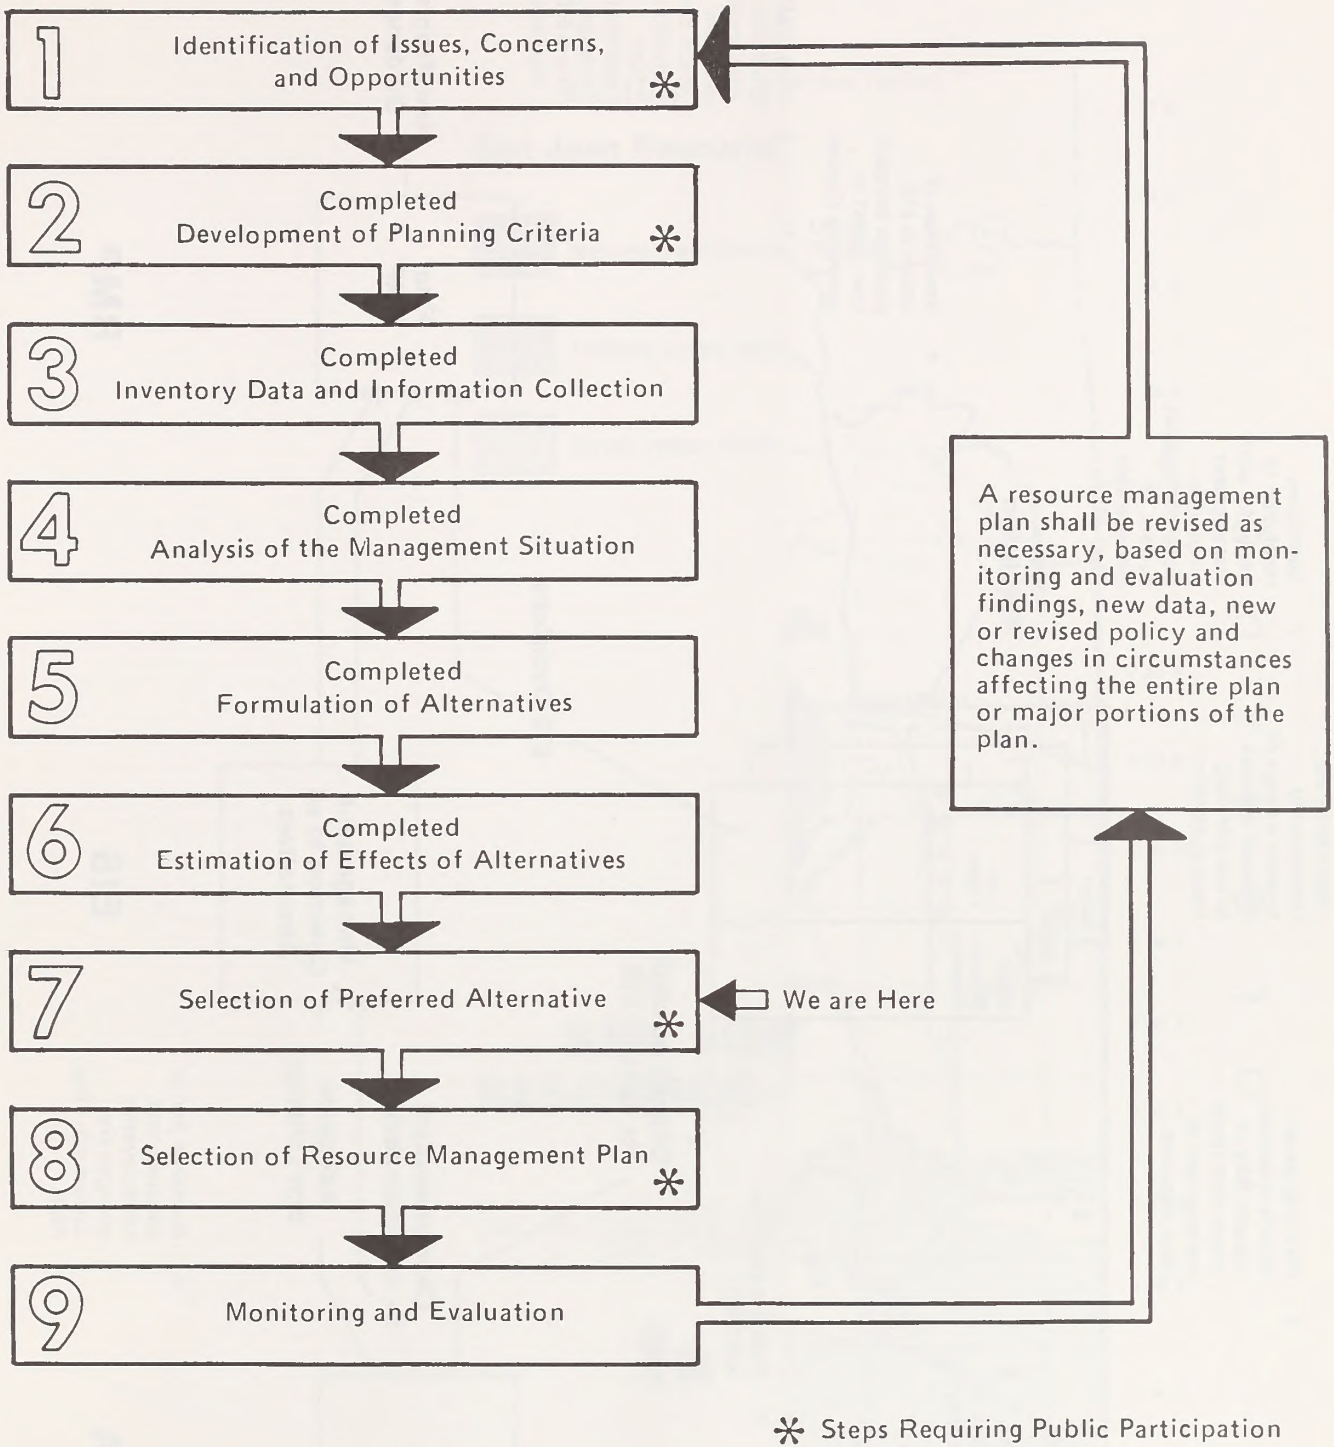 1
Identification of Issues, Concerns,
and Opportunities
*
2
Completed
Development of Planning Criteria
*
3
Completed
Inventory Data and Information Collection
4
Completed
Analysis of the Management Situation
5
Completed
Formulation of Alternatives
6
Completed
Estimation of Effects of Alternatives
7
Selection of Preferred Alternative
*
We are Here
8
Selection of Resource Management Plan
*
9
Monitoring and Evaluation
A resource management
plan shall be revised as
necessary, based on mon-
itoring and evaluation
findings, new data, new
or revised policy and
changes in circumstances
affecting the entire plan
or major portions of the
plan.
* Steps Requiring Public Participation